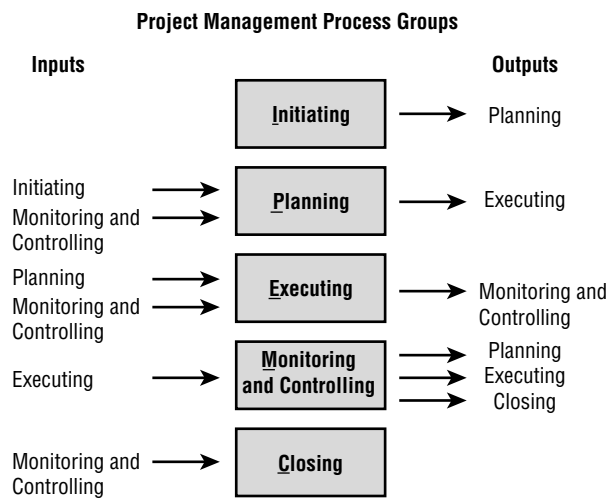 Project Management Process Groups
Inputs
Outputs
Initiating
Planning
Initiating
Monitoring and
Controlling
Planning
Executing
Planning
Monitoring and
Controlling
Executing
Monitoring and
Controlling
Executing
Monitoring
and Controlling
Planning
Executing
Closing
Monitoring and
Controlling
Closing